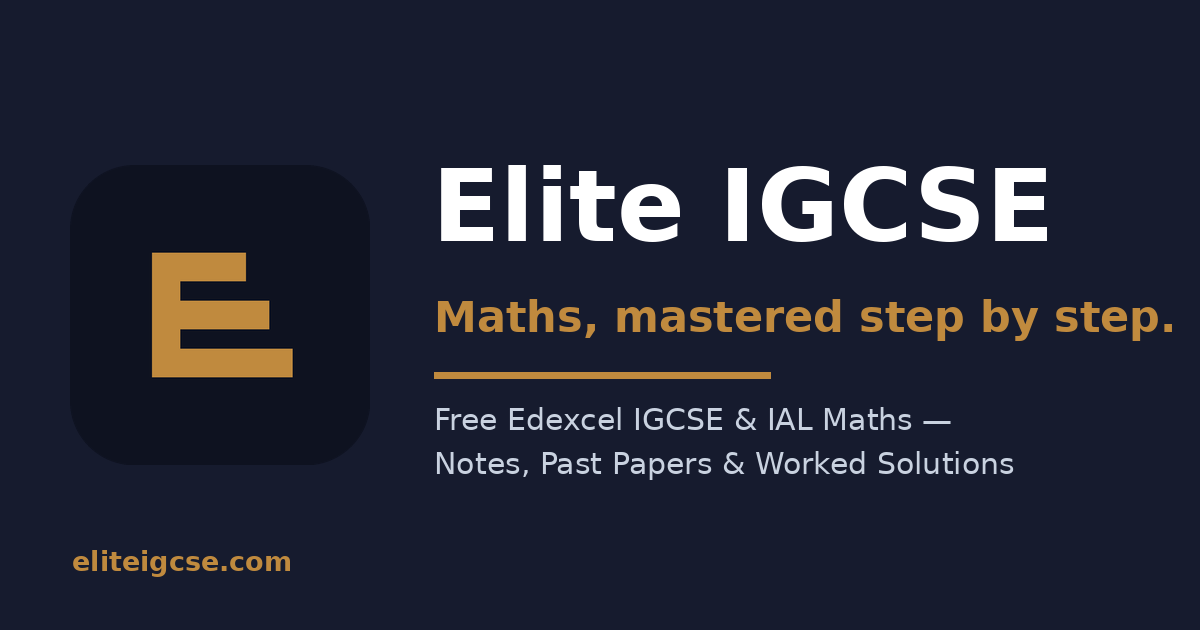 E
Elite IGCSE
Maths, mastered step by step.
Free Edexcel IGCSE & IAL Maths —
Notes, Past Papers & Worked Solutions
eliteigcse.com